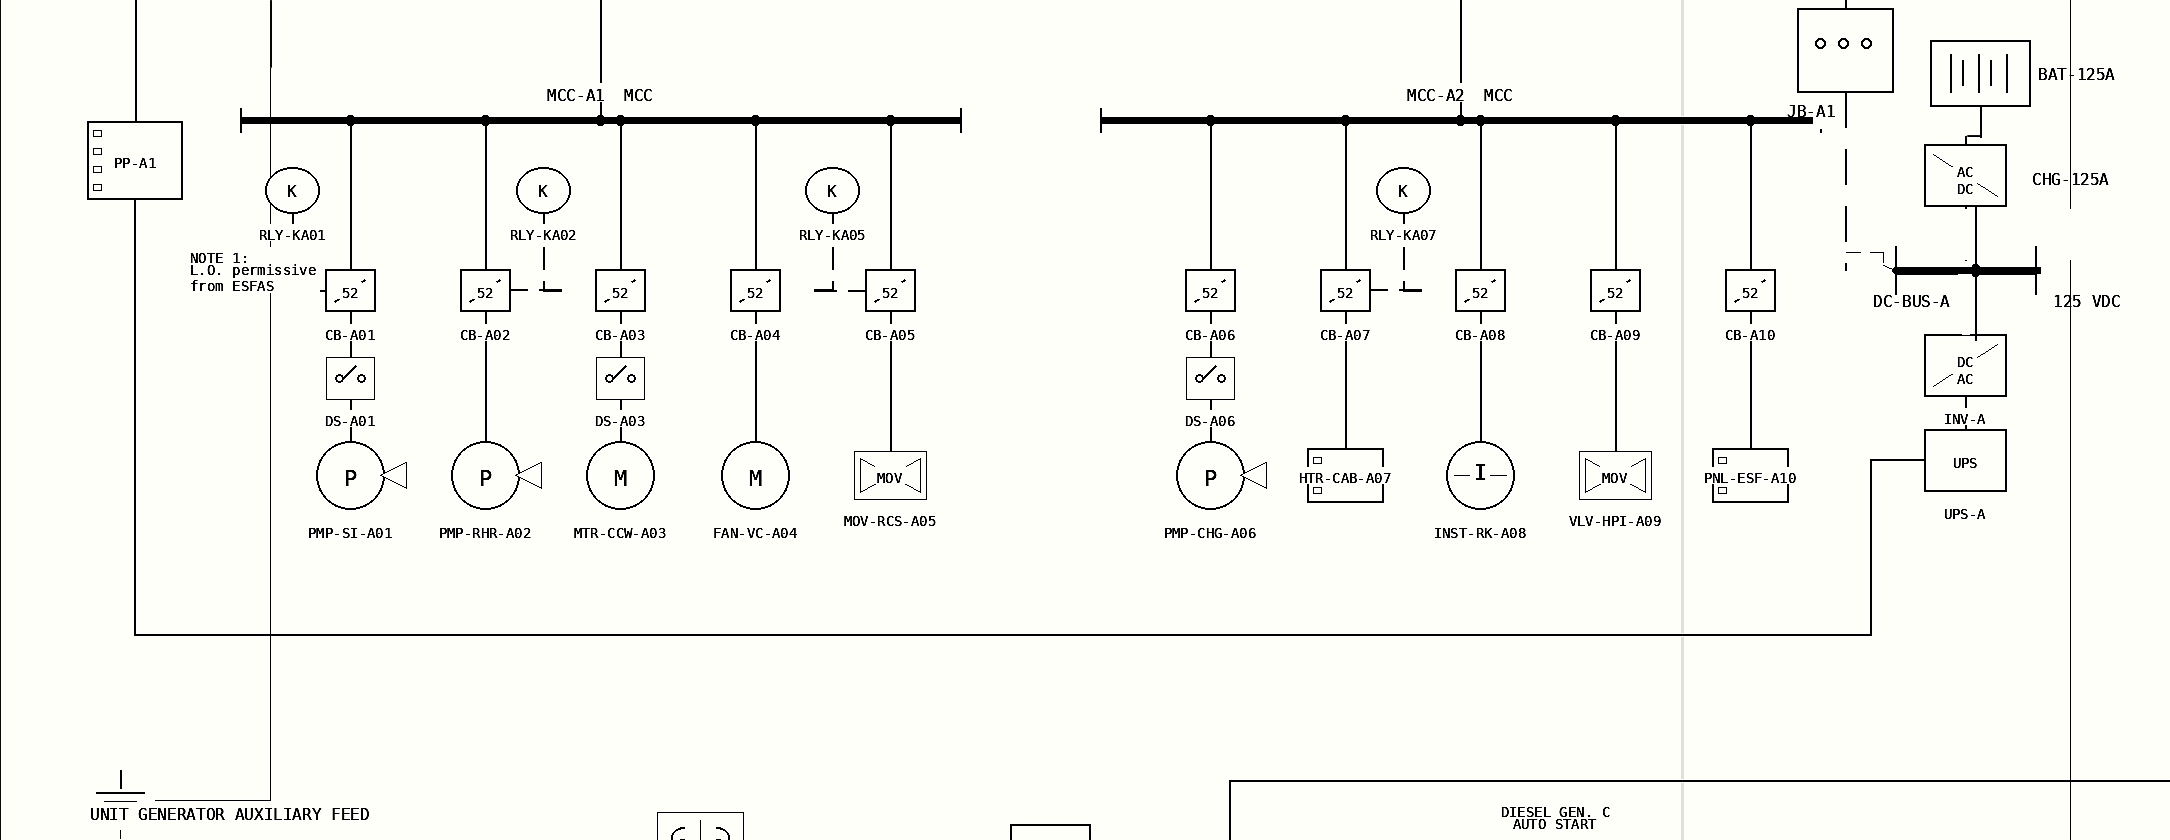 MCC-A1 MCC
MCC-A2 MCC
JB-A1
BAT-125A
PP-A1
AC
DC
CHG-125A
K
K
K
K
RLY-KA01
RLY-KA02
RLY-KA05
RLY-KA07
NOTE 1:
L.O. permissive
from ESFAS
52
52
52
52
52
52
52
52
52
52
DC-BUS-A
125 VDC
CB-A01
CB-A02
CB-A03
CB-A04
CB-A05
CB-A06
CB-A07
CB-A08
CB-A09
CB-A10
DC
AC
INV-A
DS-A01
DS-A03
DS-A06
P
P
M
M
MOV
P
HTR-CAB-A07
I
MOV
PNL-ESF-A10
UPS
UPS-A
PMP-SI-A01
PMP-RHR-A02
MTR-CCW-A03
FAN-VC-A04
MOV-RCS-A05
PMP-CHG-A06
INST-RK-A08
VLV-HPI-A09
UNIT GENERATOR AUXILIARY FEED
DIESEL GEN. C
AUTO START